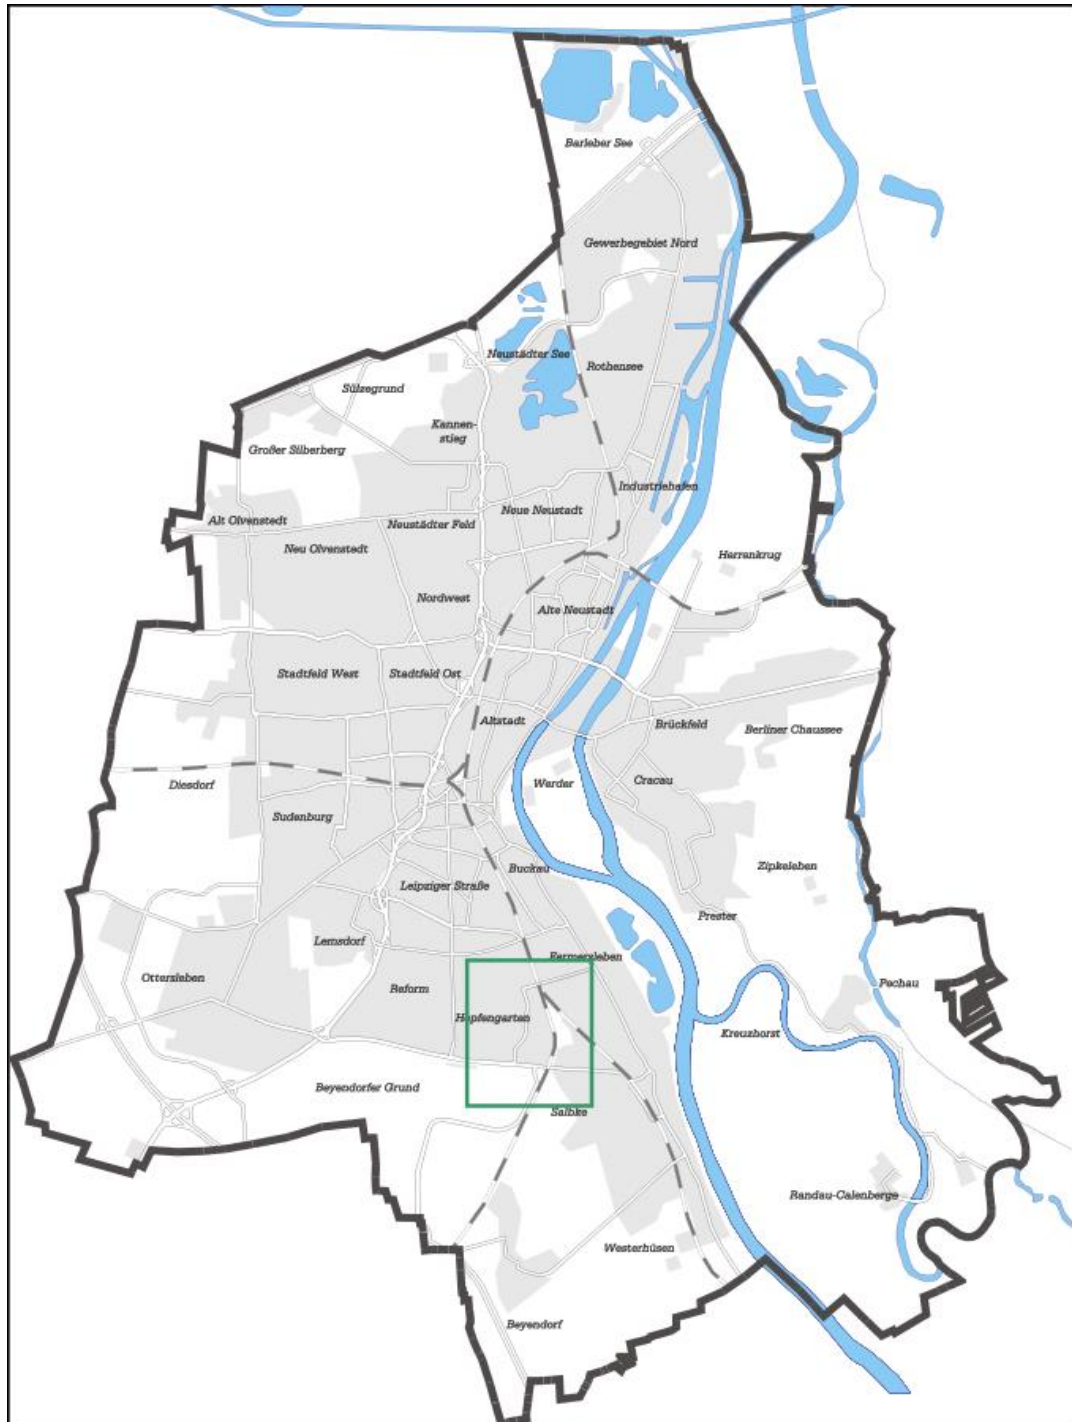 Barleber See
Gewerbegebiet Nord
Neustädter See
Rothensee
Sülzegrund
Kannen-
stieg
Großer Silberberg
Industriehafen
Neue Neustadt
Alt Olvenstedt
Neustädter Feld
Neu Olvenstedt
Herrenkrug
Nordwest
Alte Neustadt
Stadtfeld West
Stadtfeld Ost
Altstadt
Brückfeld
Berliner Chaussee
Diesdorf
Werder
Cracau
Sudenburg
Buckau
Zipkeleben
Leipziger Straße
Prester
Lemsdorf
Fermersleben
Ottersleben
Reform
Pechau
Hopfengarten
Kreuzhorst
Beyendorfer Grund
Salbke
Randau-Calenberge
Westerhüsen
Beyendorf